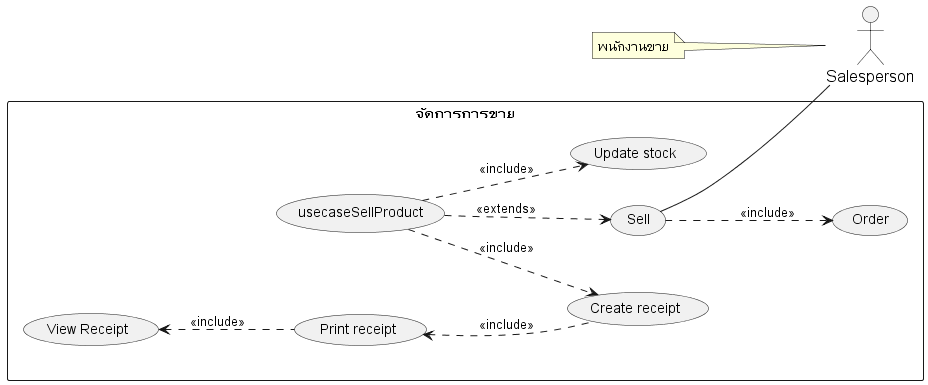 พนักงานขาย
Salesperson
จัดการการขาย
Update stock
«include»
usecaseSellProduct
«extends»
Sell
«include»
Order
«include»
Create receipt
View Receipt
«include»
Print receipt
«include»